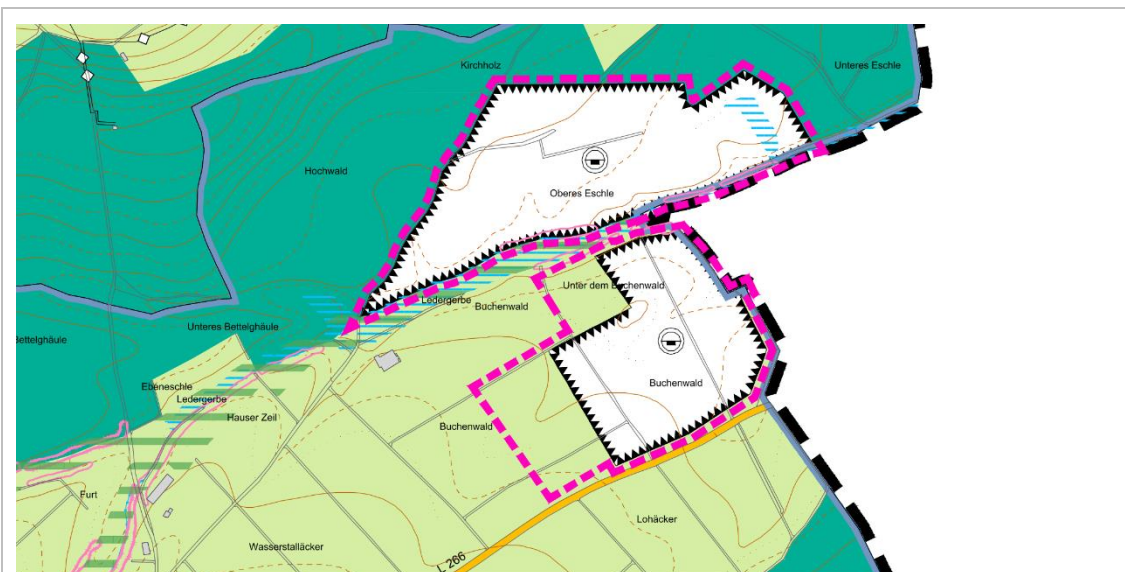 Kirchholz
Unteres Eschle
Hochwald
Oberes Eschle
Unter dem Buchenwald
Ledergerbe
Buchenwald
Unteres Bettelghäule
Bettelghäule
Buchenwald
Ebeneschle
Ledergerbe
Hauser Zeil
Buchenwald
Furt
Lohäcker
Wasserstalläcker
L 266